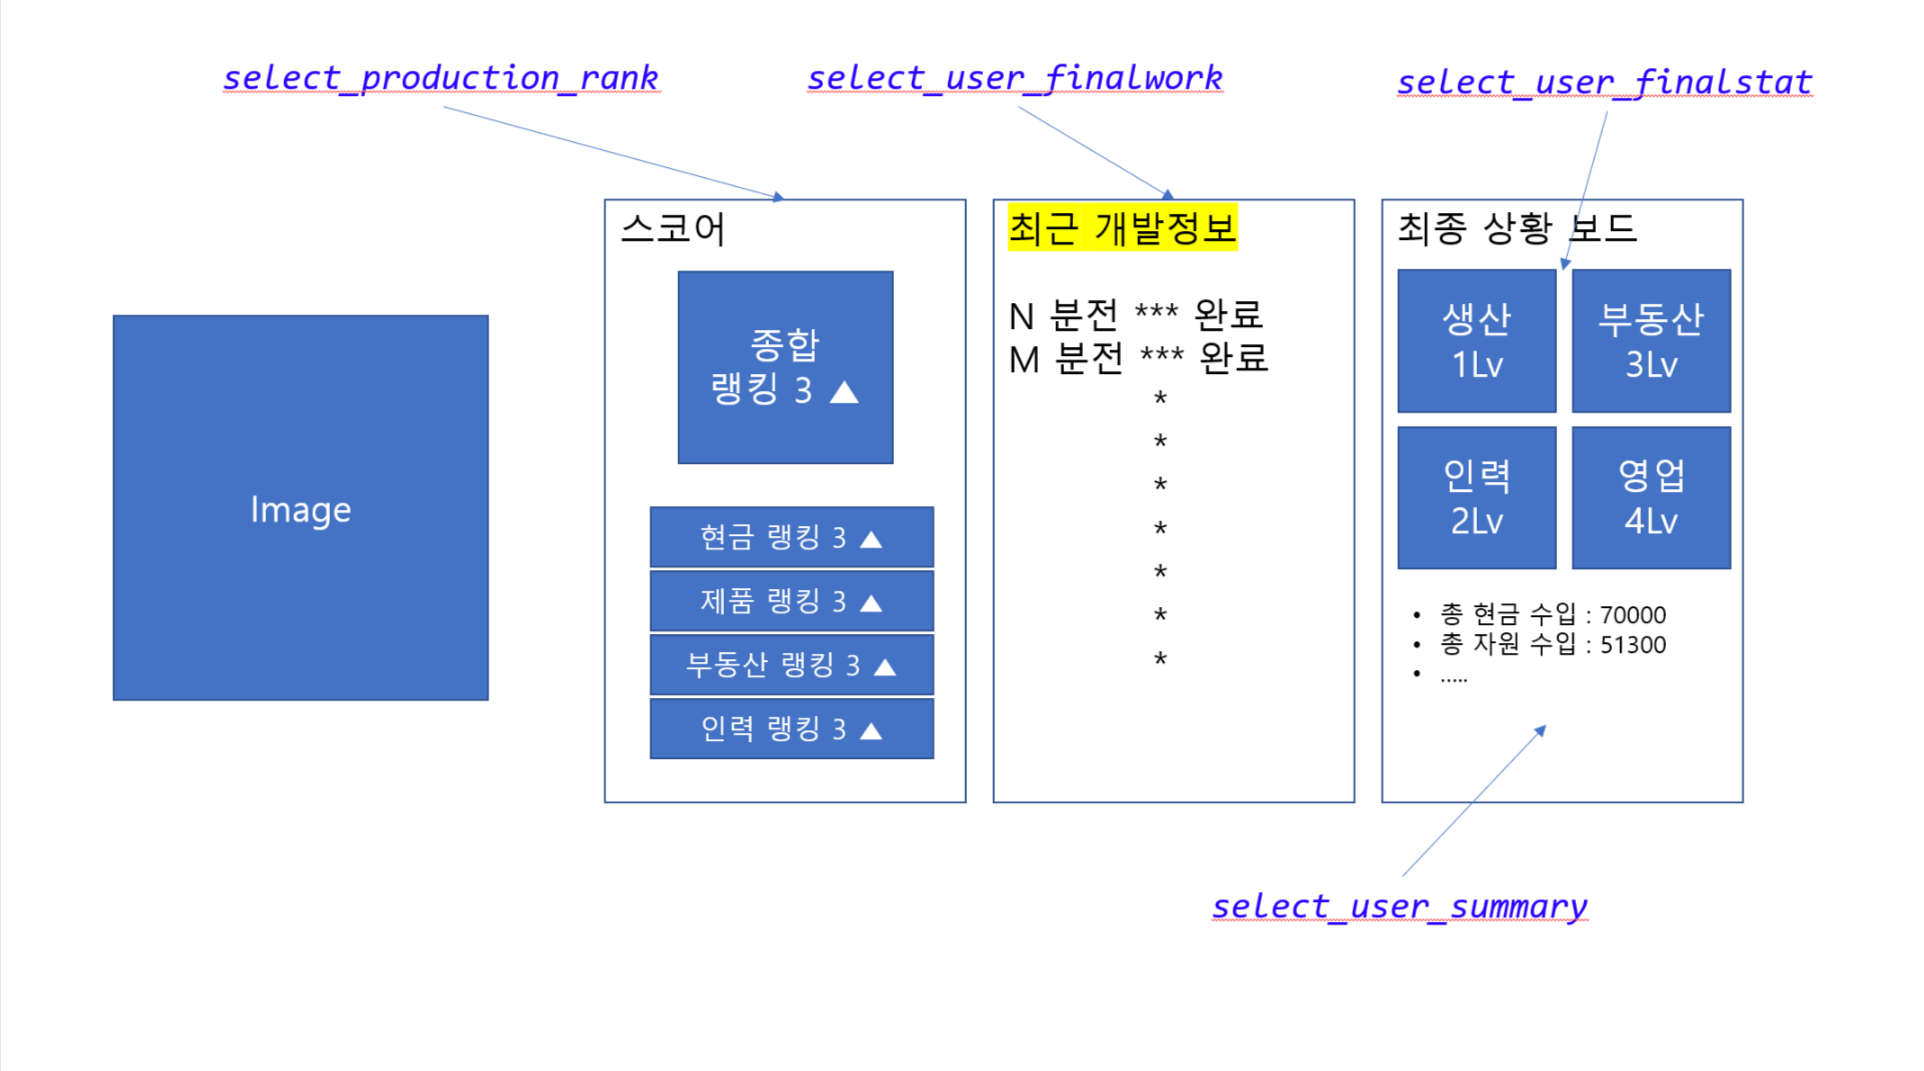 select_production_rank
select_user_finalwork
select_user_finalstat
Image
스코어
종합
랭킹 3 ▲
현금 랭킹 3 ▲
제품 랭킹 3 ▲
부동산 랭킹 3 ▲
인력 랭킹 3 ▲
최근 개발정보
N 분전 *** 완료
M 분전 *** 완료
*
*
*
*
*
*
*
최종 상황 보드
생산
1Lv
부동산
3Lv
인력
2Lv
영업
4Lv
• 총 현금 수입 : 70000
• 총 자원 수입 : 51300
• .....
select_user_summary